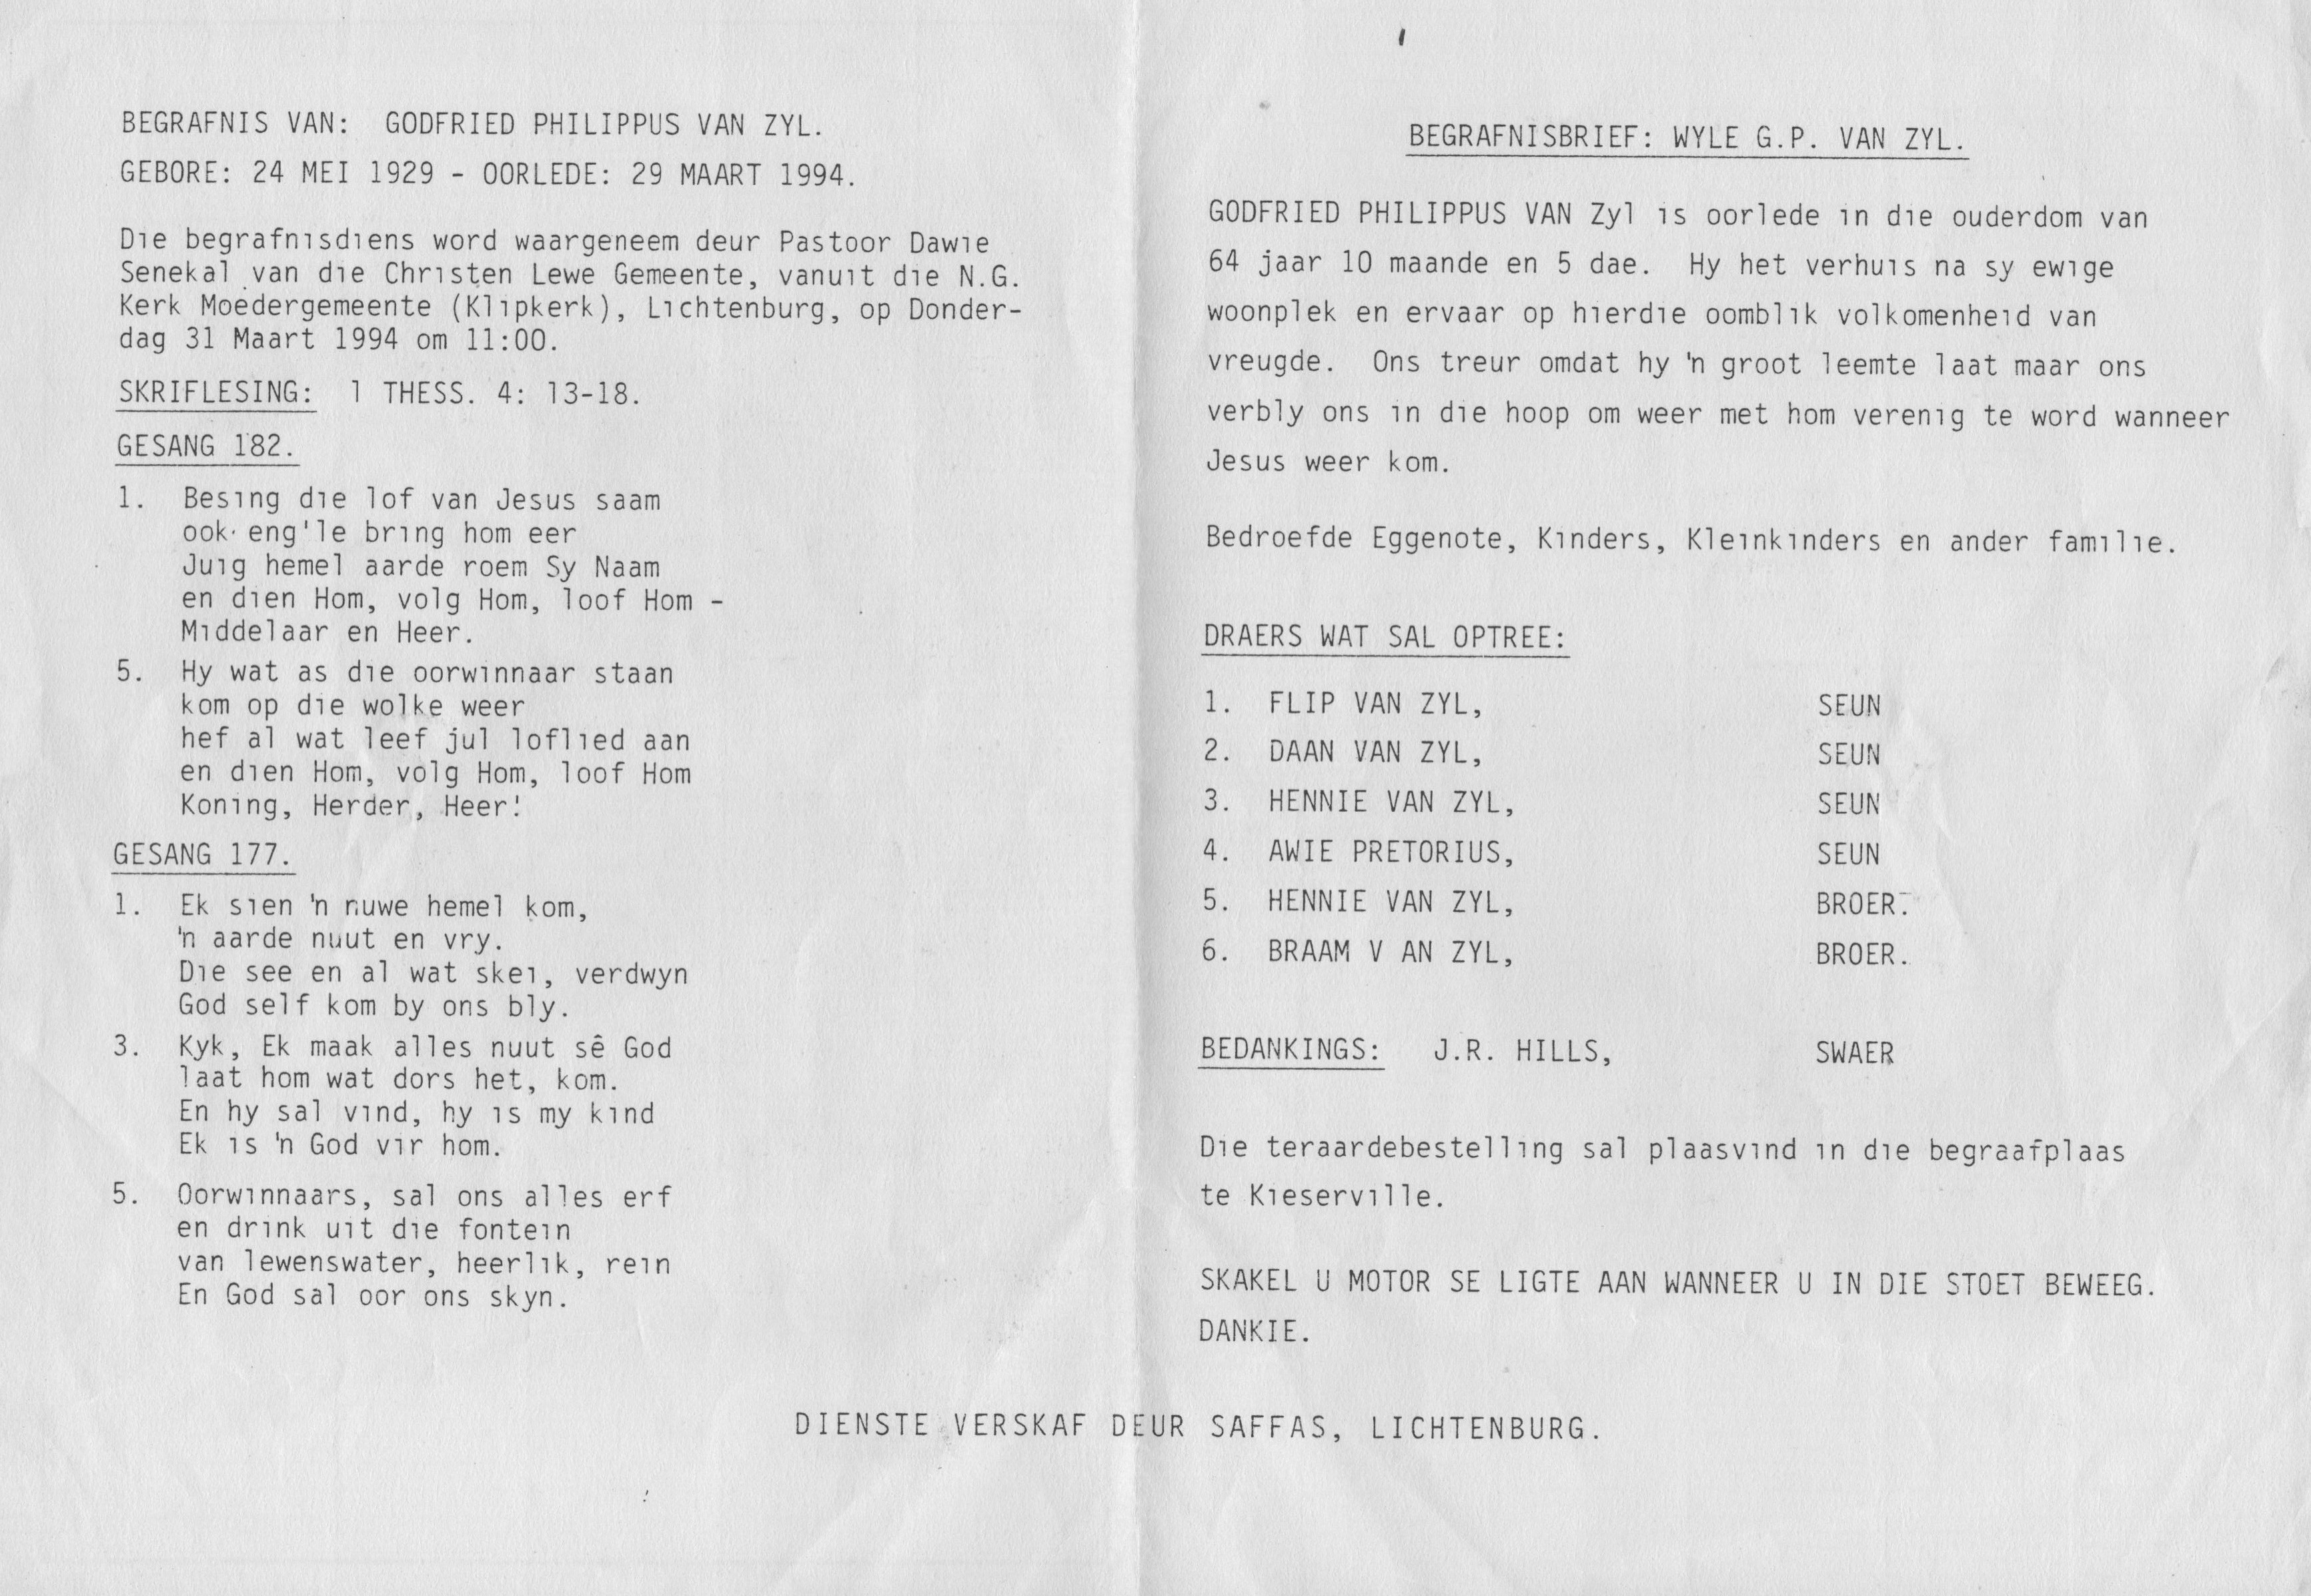 BEGRAFNIS VAN: GODFRIED PHILIPPUS VAN ZYL.
GEBORE: 24 MEI 1929 - OORLEDE: 29 MAART 1994.
Die begrafnisdiens word waargeneem deur Pastoor Dawie
Senekal van die Christen Lewe Gemeente, vanuit die N.G.
Kerk Moedergemeente (Klipkerk), Lichtenburg, op Donder-
dag 31 Maart 1994 om 11:00.
SKRIFLESING: 1 THESS. 4: 13-18.
GESANG 182.
1. Besing die lof van Jesus saam
ook eng'le bring hom eer
Juig hemel aarde roem Sy Naam
en dien Hom, volg Hom, loof Hom -
Middelaar en Heer.
5. Hy wat as die oorwinnaar staan
kom op die wolke weer
hef al wat leef jul loflied aan
en dien Hom, volg Hom, loof Hom
Koning, Herder, Heer!
GESANG 177.
1. Ek sien 'n nuwe hemel kom,
'n aarde nuut en vry.
Die see en al wat skei, verdwyn
God self kom by ons bly.
3. Kyk, Ek maak alles nuut sê God
laat hom wat dors het, kom.
En hy sal vind, hy is my kind
Ek is 'n God vir hom.
5. Oorwinnaars, sal ons alles erf
en drink uit die fontein
van lewenswater, heerlik, rein
En God sal oor ons skyn.
BEGRAFNISBRIEF: WYLE G.P. VAN ZYL.
GODFRIED PHILIPPUS VAN Zyl is oorlede in die ouderdom van
64 jaar 10 maande en 5 dae. Hy het verhuis na sy ewige
woonplek en ervaar op hierdie oomblik volkomenheid van
vreugde. Ons treur omdat hy 'n groot leemte laat maar ons
verbly ons in die hoop om weer met hom verenig te word wanneer
Jesus weer kom.
Bedroefde Eggenote, Kinders, Kleinkinders en ander familie.
DRAERS WAT SAL OPTREE:
1. FLIP VAN ZYL, SEUN
2. DAAN VAN ZYL, SEUN
3. HENNIE VAN ZYL, SEUN
4. AWIE PRETORIUS, SEUN
5. HENNIE VAN ZYL, BROER.
6. BRAAM V AN ZYL, BROER.
BEDANKINGS: J.R. HILLS, SWAER
Die teraardebestelling sal plaasvind in die begraafplaas
te Kieserville.
SKAKEL U MOTOR SE LIGTE AAN WANNEER U IN DIE STOET BEWEEG.
DANKIE.
DIENSTE VERSKAF DEUR SAFFAS, LICHTENBURG.